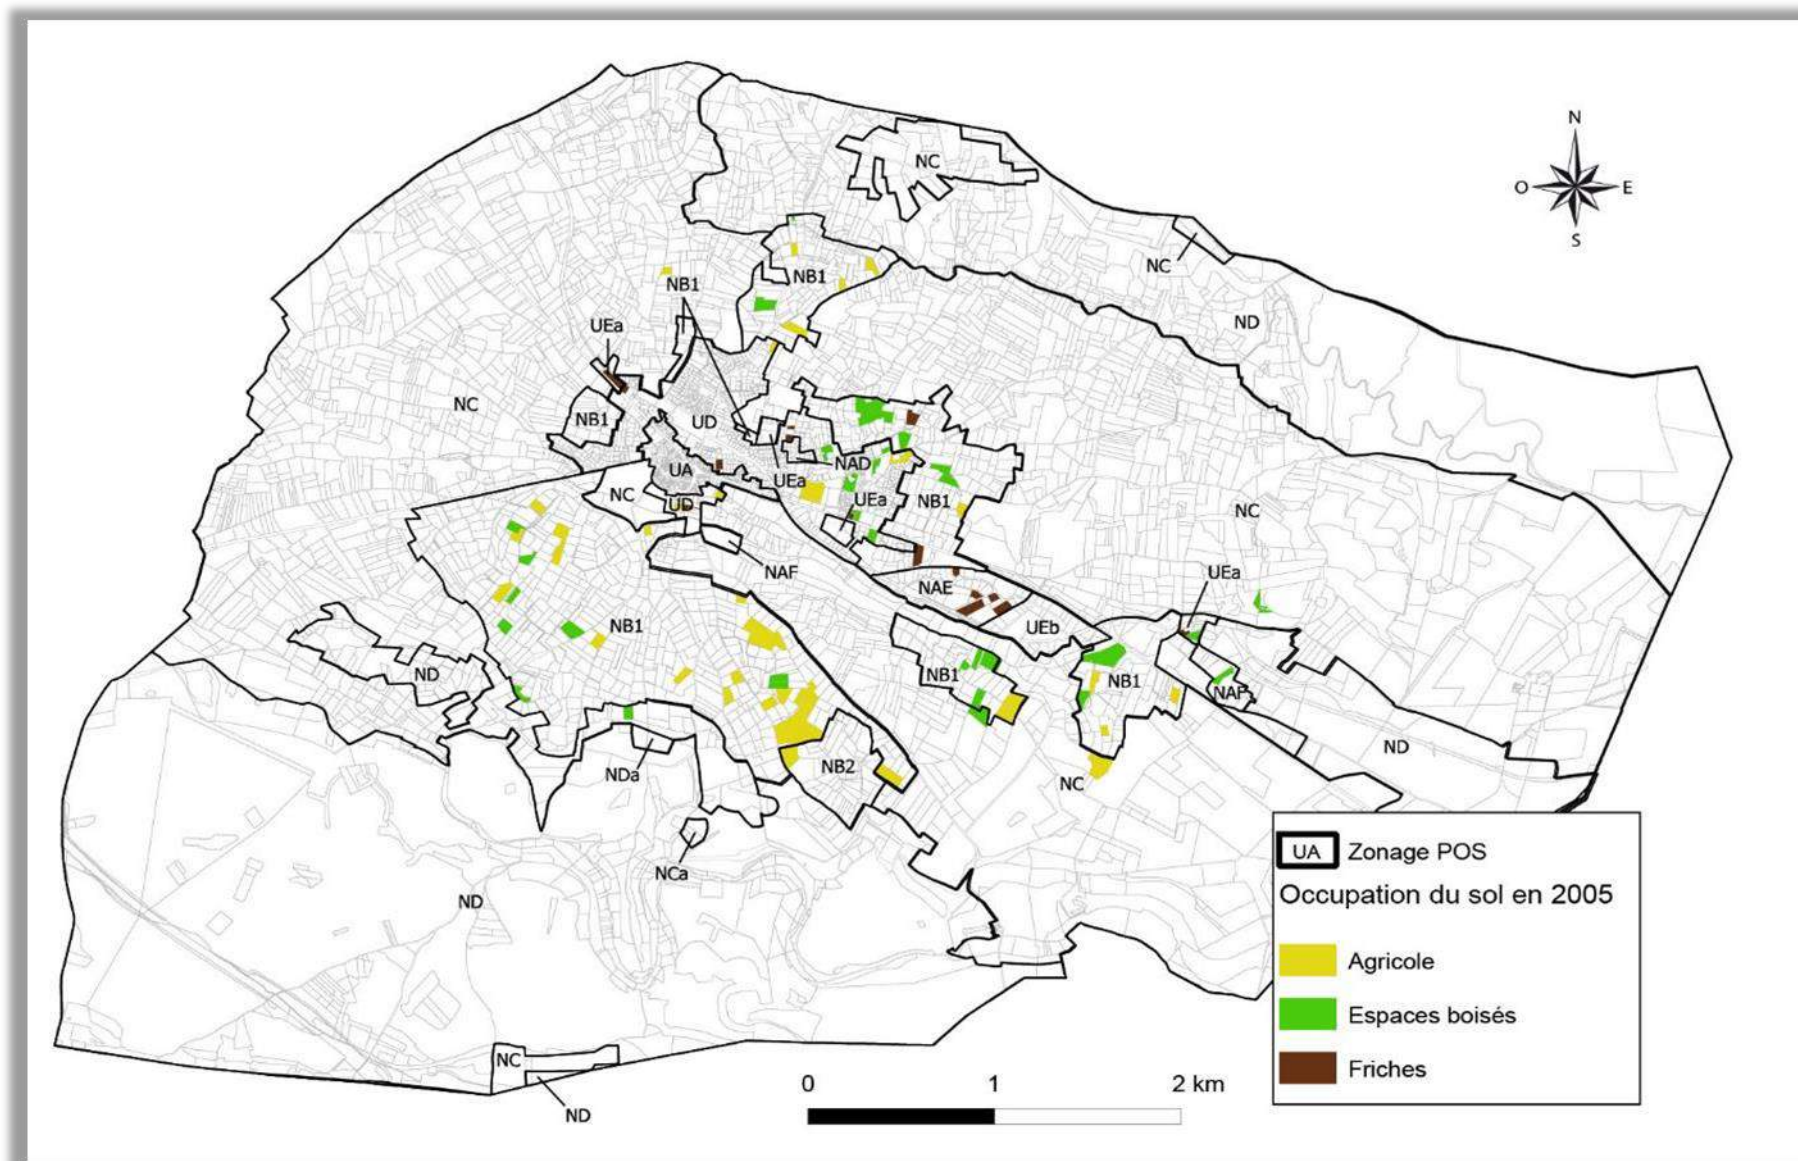 N
O E
S
NC
NC
NB1
NB1
ND
UEa
NC
NB1
UD
UA
NAD
UEa
NC
UD
UEa
NB1
NC
NAF
NAE
UEa
UEb
NB1
ND
NB1
NB1
NAF
ND
NDa
NB2
NC
NCa
ND
NC
ND
UA Zonage POS
Occupation du sol en 2005
Agricole
Espaces boisés
Friches
0 1 2 km